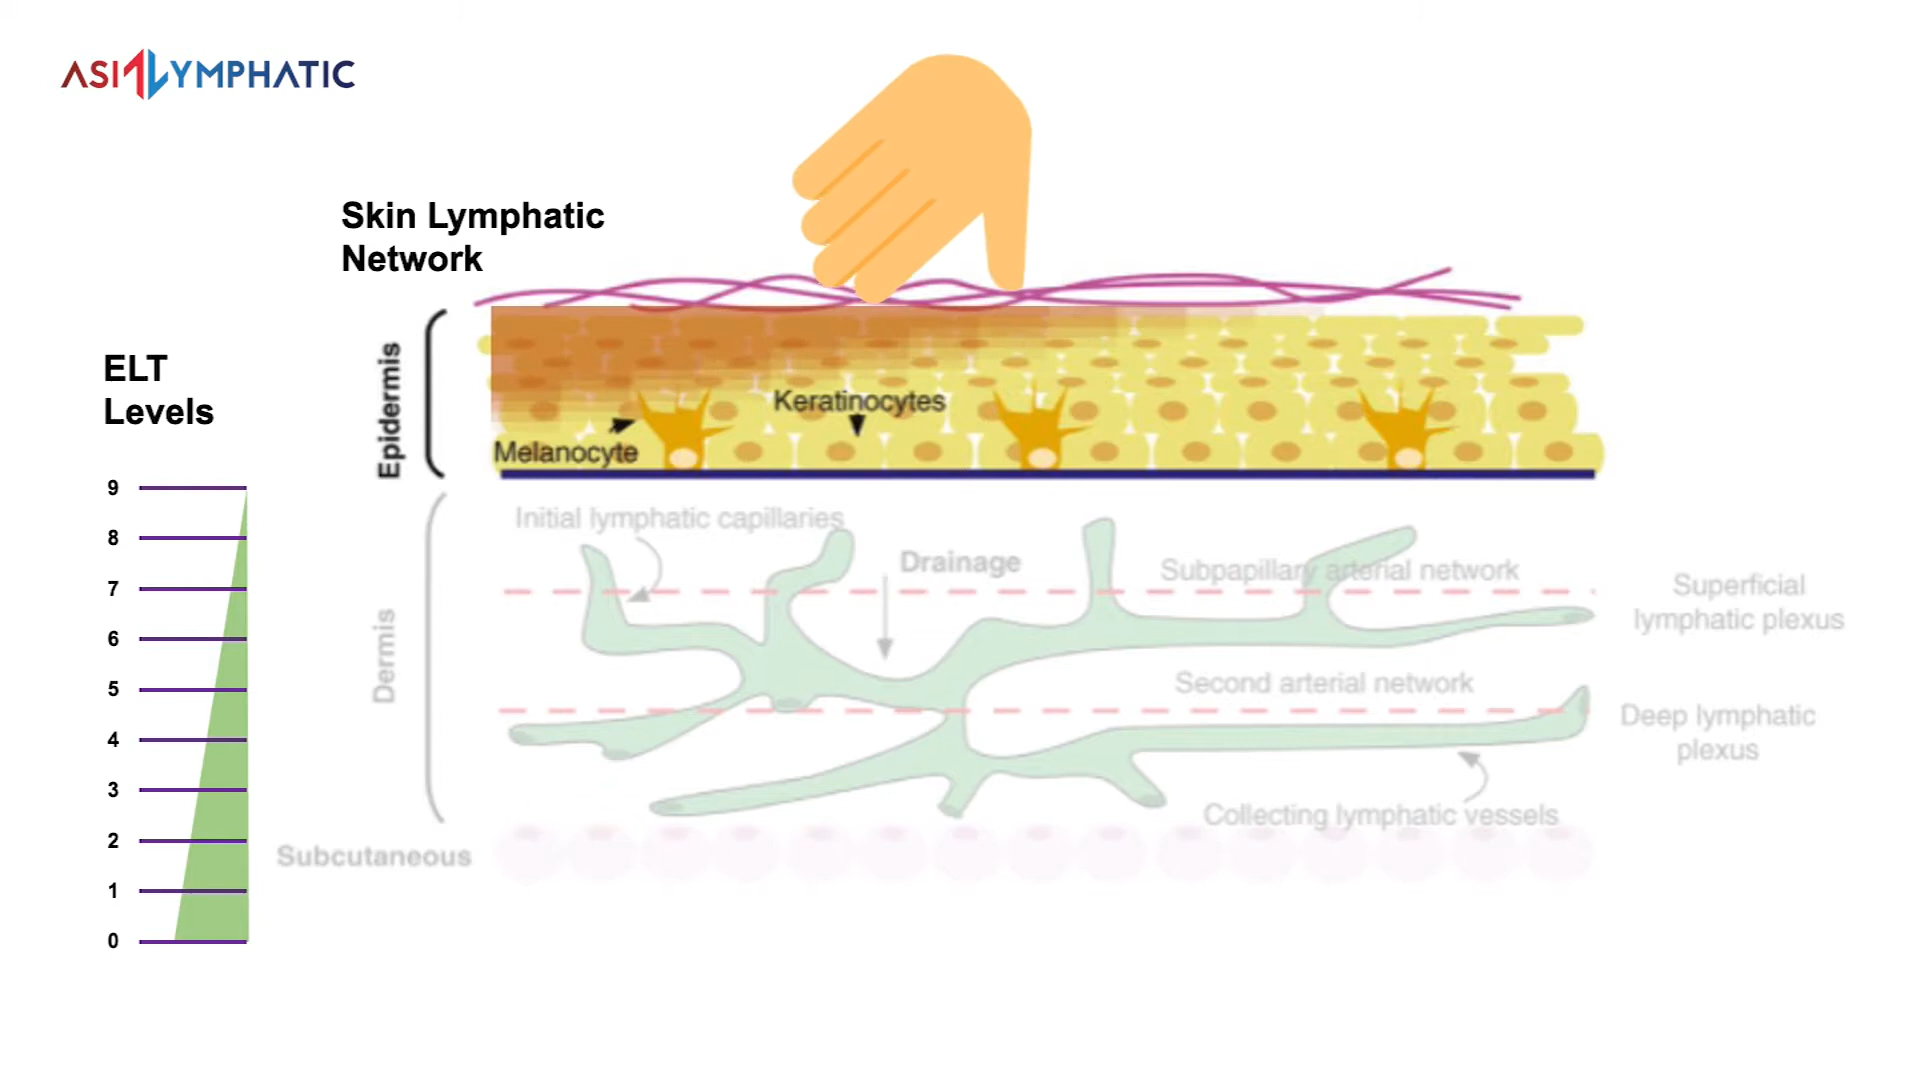 ASILYMPHATIC
Skin Lymphatic
Network
ELT
Levels
Epidermis
Keratinocytes
Melanocyte
9
8
7
6
5
4
3
2
1
0
Initial lymphatic capillaries
Drainage
Subpapillary arterial network
Superficial
lymphatic plexus
Dermis
Second arterial network
Deep lymphatic
plexus
Collecting lymphatic vessels
Subcutaneous